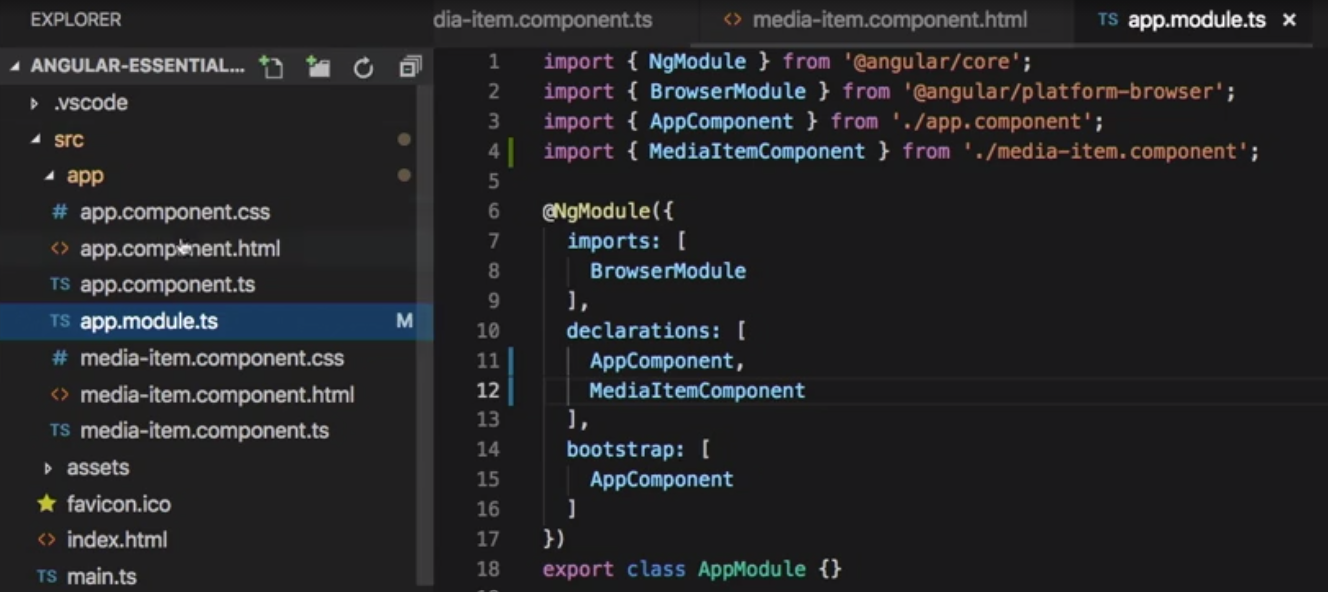 EXPLORER
ANGULAR-ESSENTIAL...
.vscode
src
app
# app.component.css
<> app.component.html
TS app.component.ts
TS app.module.ts M
# media-item.component.css
<> media-item.component.html
TS media-item.component.ts
assets
favicon.ico
<> index.html
TS main.ts
dia-item.component.ts <> media-item.component.html TS app.module.ts ×
1 import { NgModule } from '@angular/core';
2 import { BrowserModule } from '@angular/platform-browser';
3 import { AppComponent } from './app.component';
4 import { MediaItemComponent } from './media-item.component';
5
6 @NgModule({
7 imports: [
8 BrowserModule
9 ],
10 declarations: [
11 AppComponent,
12 MediaItemComponent
13 ],
14 bootstrap: [
15 AppComponent
16 ]
17 })
18 export class AppModule {}